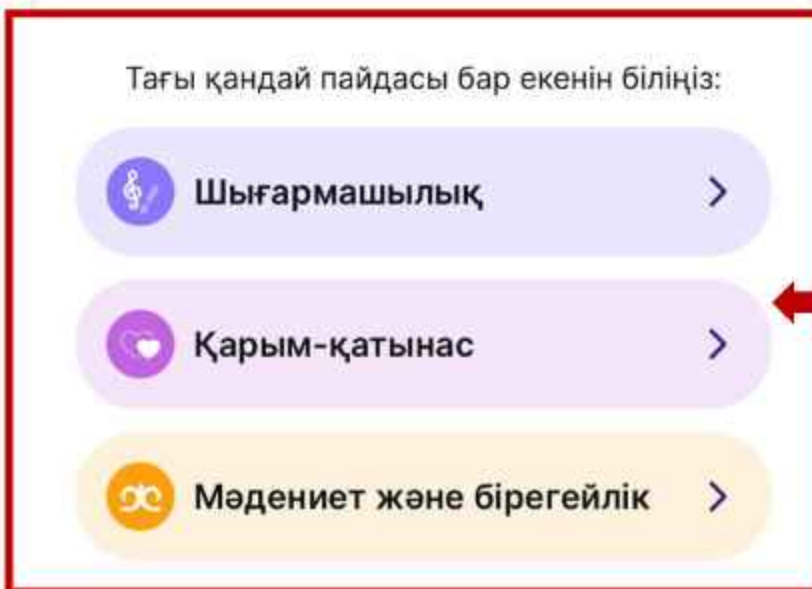 Тағы қандай пайдасы бар екенін біліңіз:
Шығармашылық
Қарым-қатынас
Мәдениет және бірегейлік